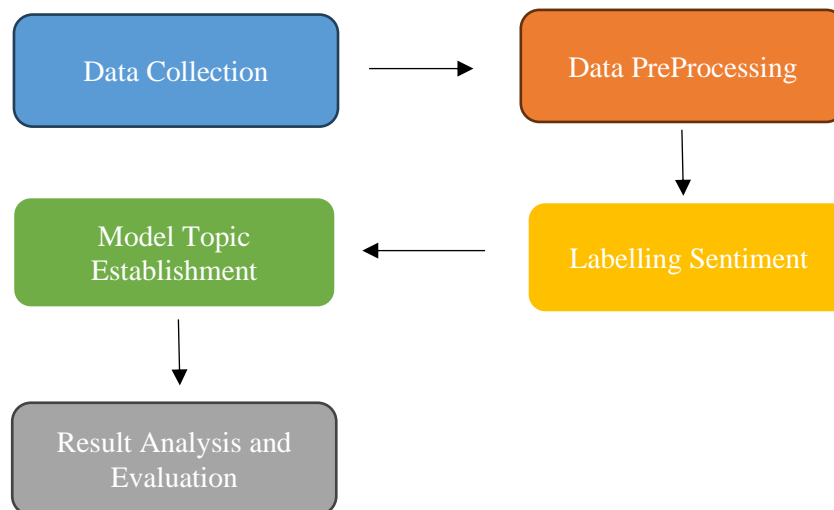 Data Collection
Data PreProcessing
Model Topic
Establishment
Labelling Sentiment
Result Analysis and
Evaluation